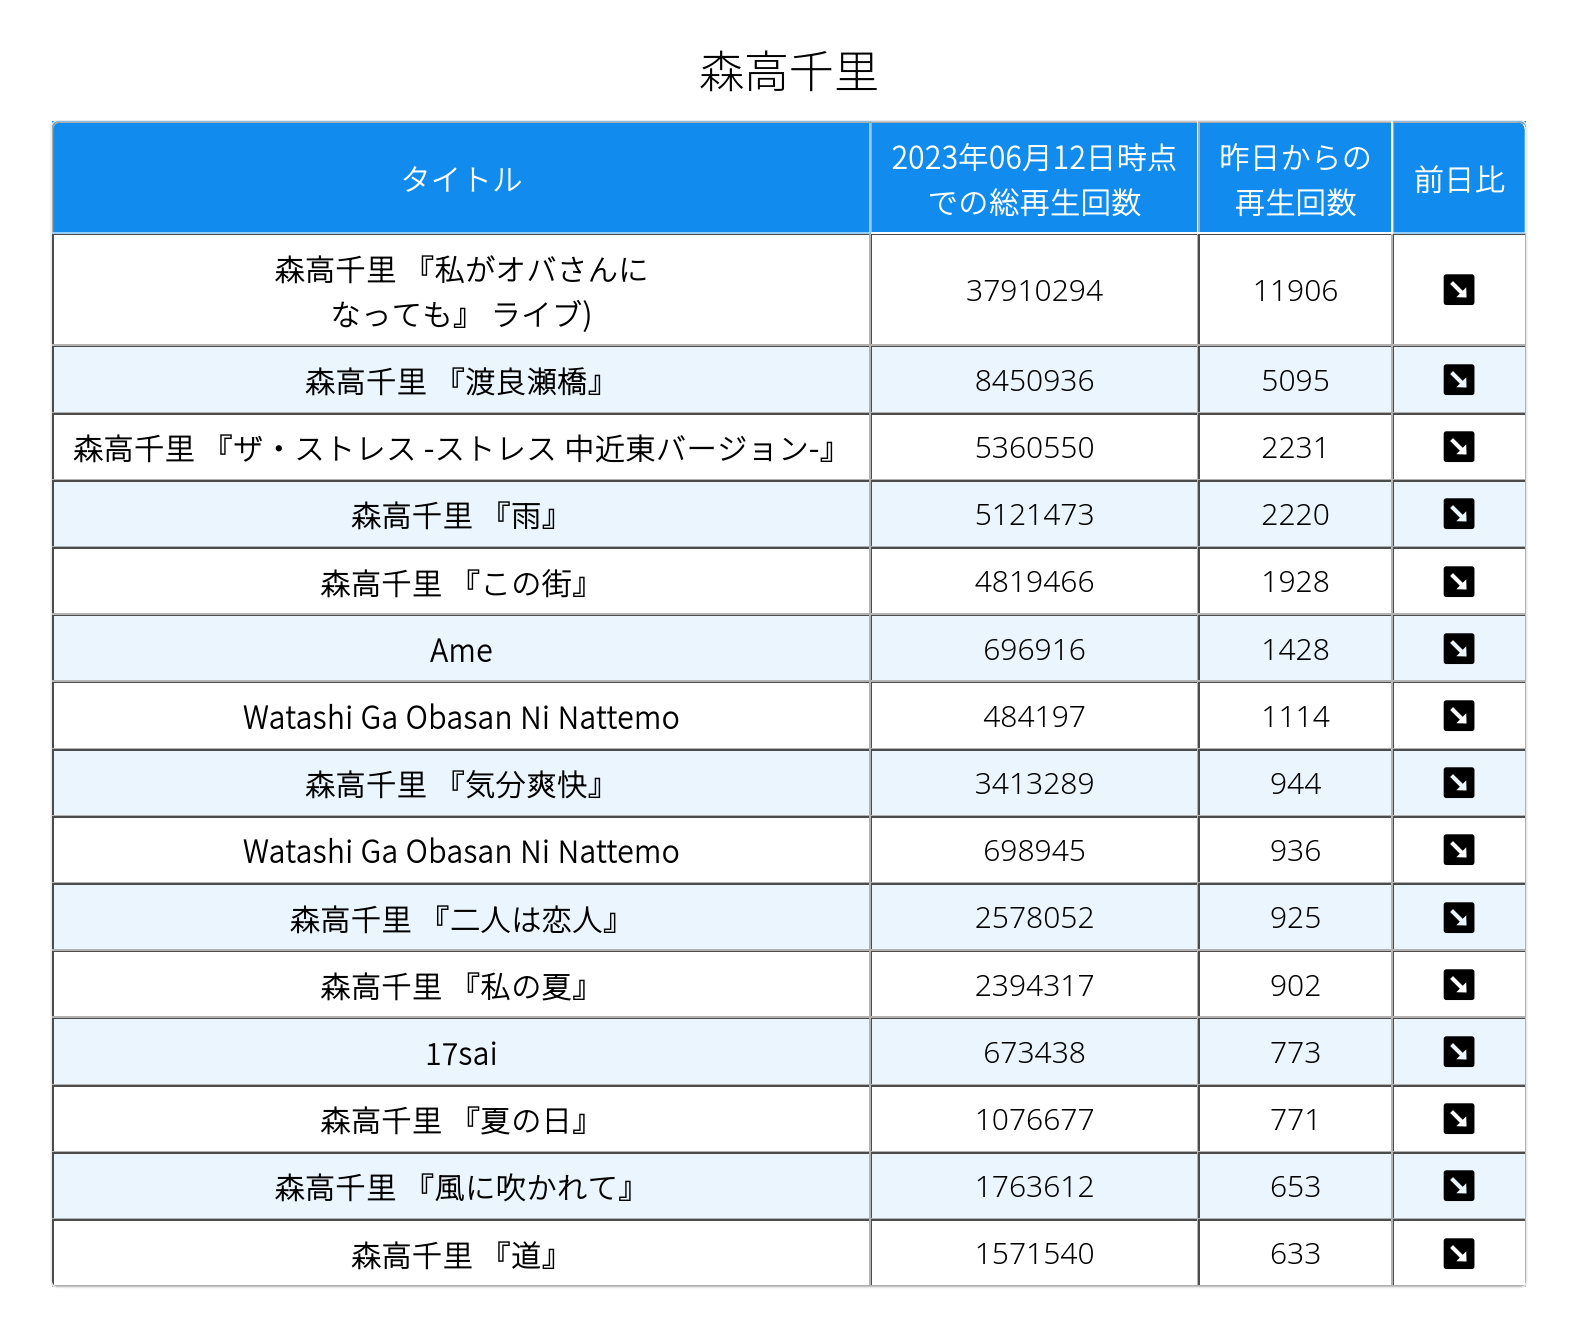 森高千里
タイトル
2023年06月12日時点
での総再生回数
昨日からの
再生回数
前日比
森高千里 『私がオバさんに
なっても』 ライブ)
37910294
11906
森高千里 『渡良瀬橋』
8450936
5095
森高千里 『ザ・ストレス -ストレス 中近東バージョン-』
5360550
2231
森高千里 『雨』
5121473
2220
森高千里 『この街』
4819466
1928
Ame
696916
1428
Watashi Ga Obasan Ni Nattemo
484197
1114
森高千里 『気分爽快』
3413289
944
Watashi Ga Obasan Ni Nattemo
698945
936
森高千里 『二人は恋人』
2578052
925
森高千里 『私の夏』
2394317
902
17sai
673438
773
森高千里 『夏の日』
1076677
771
森高千里 『風に吹かれて』
1763612
653
森高千里 『道』
1571540
633